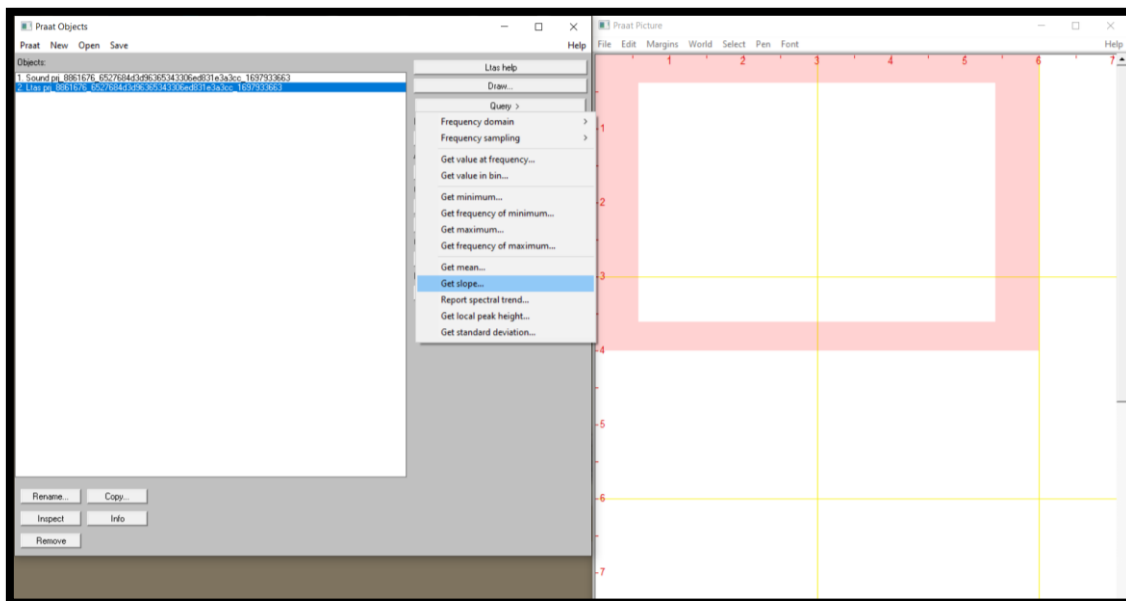 Praat Objects
Praat New Open Save Help
Objects:
1. Sound prj_8861676_6527684d3d96365343306ed831e3a3cc_1697933663
2. Ltas prj_8861676_6527684d3d96365343306ed831e3a3cc_1697933663
Ltas help
Draw...
Query >
Frequency domain >
Frequency sampling >
Get value at frequency...
Get value in bin...
Get minimum...
Get frequency of minimum...
Get maximum...
Get frequency of maximum...
Get mean...
Get slope...
Report spectral trend...
Get local peak height...
Get standard deviation...
Rename... Copy...
Inspect Info
Remove
Praat Picture
File Edit Margins World Select Pen Font Help
1 2 3 4 5 6 7
1
2
3
4
5
6
7